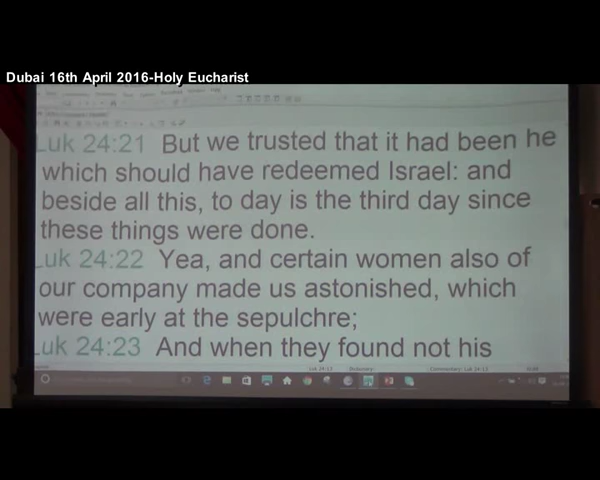 Dubai 16th April 2016-Holy Eucharist
Luk 24:21 But we trusted that it had been he
which should have redeemed Israel: and
beside all this, to day is the third day since
these things were done.
Luk 24:22 Yea, and certain women also of
our company made us astonished, which
were early at the sepulchre;
Luk 24:23 And when they found not his